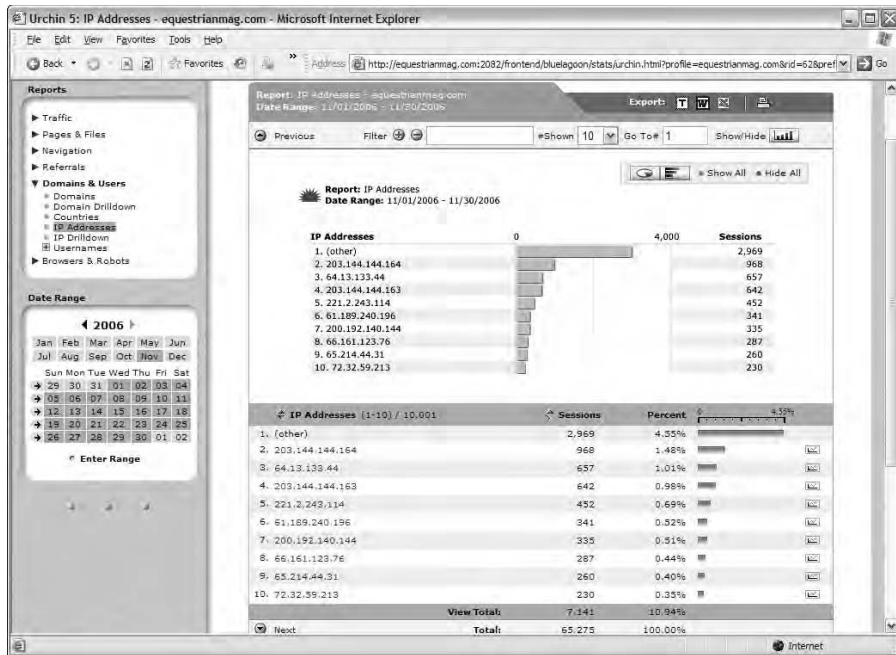 Urchin 5: IP Addresses - equestrianmag.com - Microsoft Internet Explorer
File Edit View Favorites Tools Help
Back Favorites » Address http://equestrianmag.com:2082/frontend/bluelagoon/stats/urchin.html?profile=equestrianmag.com&rid=62&pref Go
Reports
Traffic
Pages & Files
Navigation
Referrals
Domains & Users
Domains
Domain Drilldown
Countries
IP Addresses
IP Drilldown
Usernames
Browsers & Robots
Date Range
2006
Jan Feb Mar Apr May Jun
Jul Aug Sep Oct Nov Dec
Sun Mon Tue Wed Thu Fri Sat
29 30 31 01 02 03 04
05 06 07 08 09 10 11
12 13 14 15 16 17 18
19 20 21 22 23 24 25
26 27 28 29 30 01 02
Enter Range
Report: IP Addresses - equestrianmag.com
Date Range: 11/01/2006 - 11/30/2006
Export: T W X
Previous Filter #Shown 10 Go To# 1 Show/Hide
Show All Hide All
Report: IP Addresses
Date Range: 11/01/2006 - 11/30/2006
IP Addresses 0 4,000 Sessions
1. (other) 2,969
2. 203.144.144.164 968
3. 64.13.133.44 657
4. 203.144.144.163 642
5. 221.2.243.114 452
6. 61.189.240.196 341
7. 200.192.140.144 335
8. 66.161.123.76 287
9. 65.214.44.31 260
10. 72.32.59.213 230
IP Addresses (1-10) / 10,001 Sessions Percent 0 4.55%
1. (other) 2,969 4.55%
2. 203.144.144.164 968 1.48%
3. 64.13.133.44 657 1.01%
4. 203.144.144.163 642 0.98%
5. 221.2.243.114 452 0.69%
6. 61.189.240.196 341 0.52%
7. 200.192.140.144 335 0.51%
8. 66.161.123.76 287 0.44%
9. 65.214.44.31 260 0.40%
10. 72.32.59.213 230 0.35%
View Total: 7,141 10.94%
Next Total: 65,275 100.00%
Internet